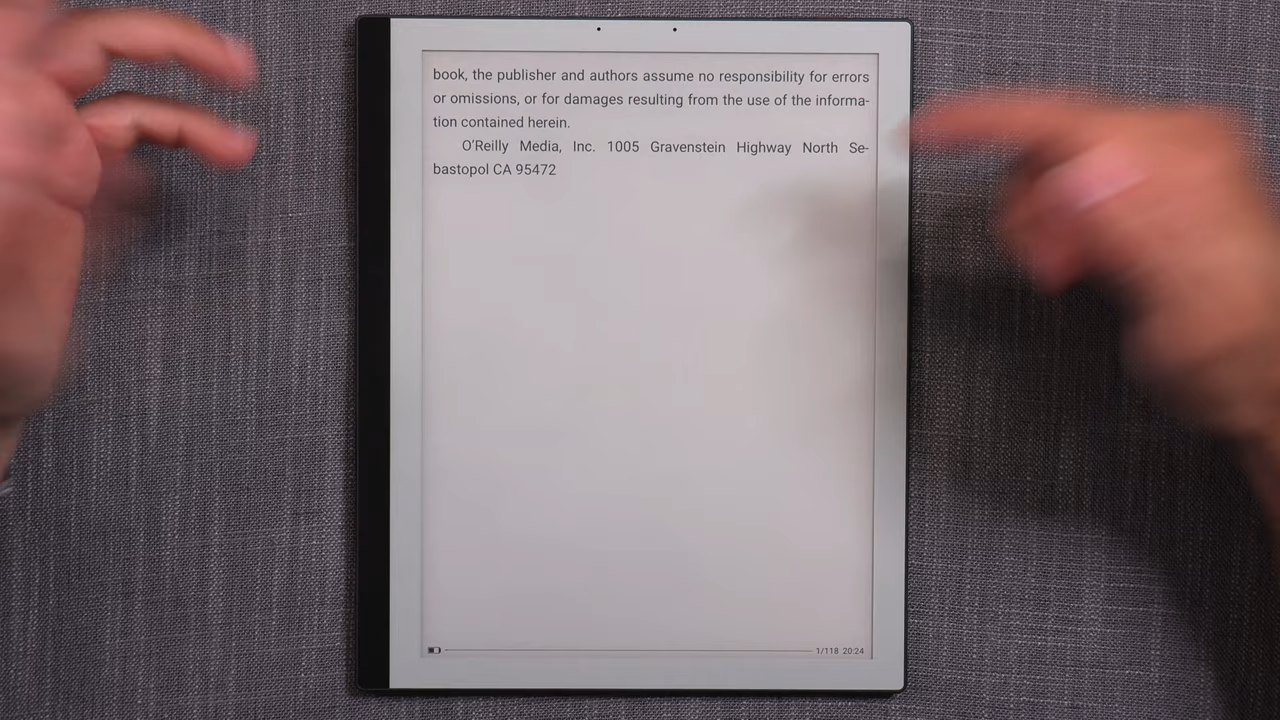 book, the publisher and authors assume no responsibility for errors
or omissions, or for damages resulting from the use of the informa-
tion contained herein.
O'Reilly Media, Inc. 1005 Gravenstein Highway North Se-
bastopol CA 95472
1/118 20:24